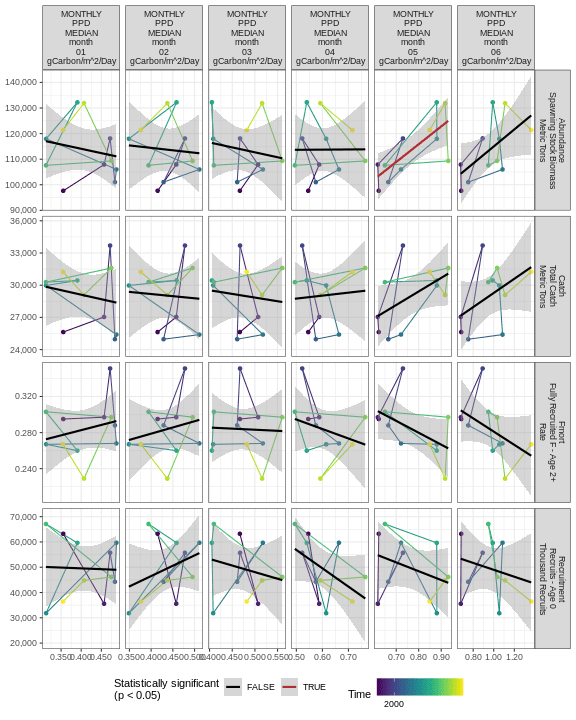 MONTHLY
PPD
MEDIAN
month
01
gCarbon/m^2/Day
MONTHLY
PPD
MEDIAN
month
02
gCarbon/m^2/Day
MONTHLY
PPD
MEDIAN
month
03
gCarbon/m^2/Day
MONTHLY
PPD
MEDIAN
month
04
gCarbon/m^2/Day
MONTHLY
PPD
MEDIAN
month
05
gCarbon/m^2/Day
MONTHLY
PPD
MEDIAN
month
06
gCarbon/m^2/Day
140,000
130,000
120,000
110,000
100,000
90,000
Abundance
Spawning Stock Biomass
Metric Tons
36,000
33,000
30,000
27,000
24,000
Catch
Total Catch
Metric Tons
0.320
0.280
0.240
Fmort
Fully Recruited F - Age 2+
Rate
70,000
60,000
50,000
40,000
30,000
20,000
Recruitment
Recruits - Age 0
Thousand Recruits
0.350 0.400 0.450
0.350 0.400 0.450 0.500
0.400 0.450 0.500 0.550
0.50 0.60 0.70
0.70 0.80 0.90
0.80 1.00 1.20
Statistically significant
(p < 0.05)
FALSE
TRUE
Time
2000